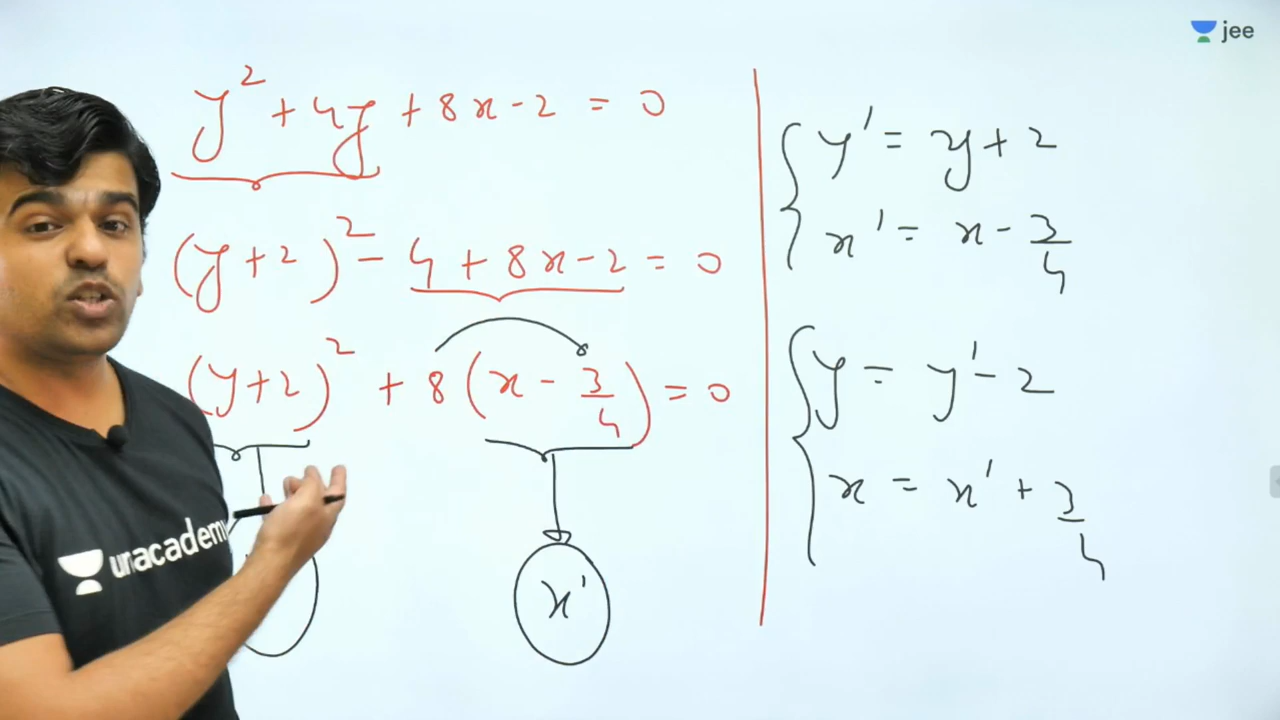 jee
y² + 4y + 8x - 2 = 0
(y + 2)² - 4 + 8x - 2 = 0
(y + 2)² + 8(x - 3/4) = 0
x'
y' = y + 2
x' = x - 3/4
y = y' - 2
x = x' + 3/4
unacademy